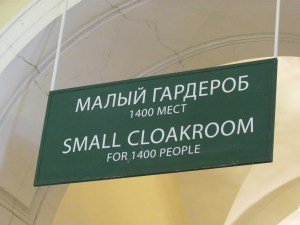 МАЛЫЙ ГАРДЕРОБ
1400 МЕСТ
SMALL CLOAKROOM
FOR 1400 PEOPLE